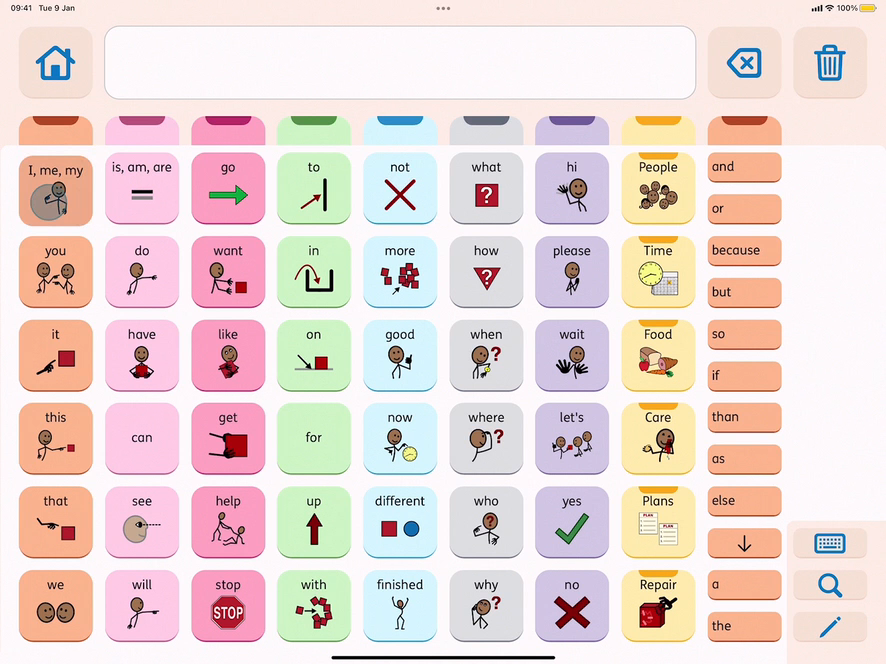 09:41 Tue 9 Jan
100%
I, me, my
is, am, are
go
to
not
what
hi
People
and
or
you
do
want
in
more
how
please
Time
because
but
it
have
like
on
good
when
wait
Food
so
if
this
can
get
for
now
where
let's
Care
than
as
that
see
help
up
different
who
yes
Plans
PLAN
PLAN
else
we
will
stop
STOP
with
finished
why
no
Repair
a
the